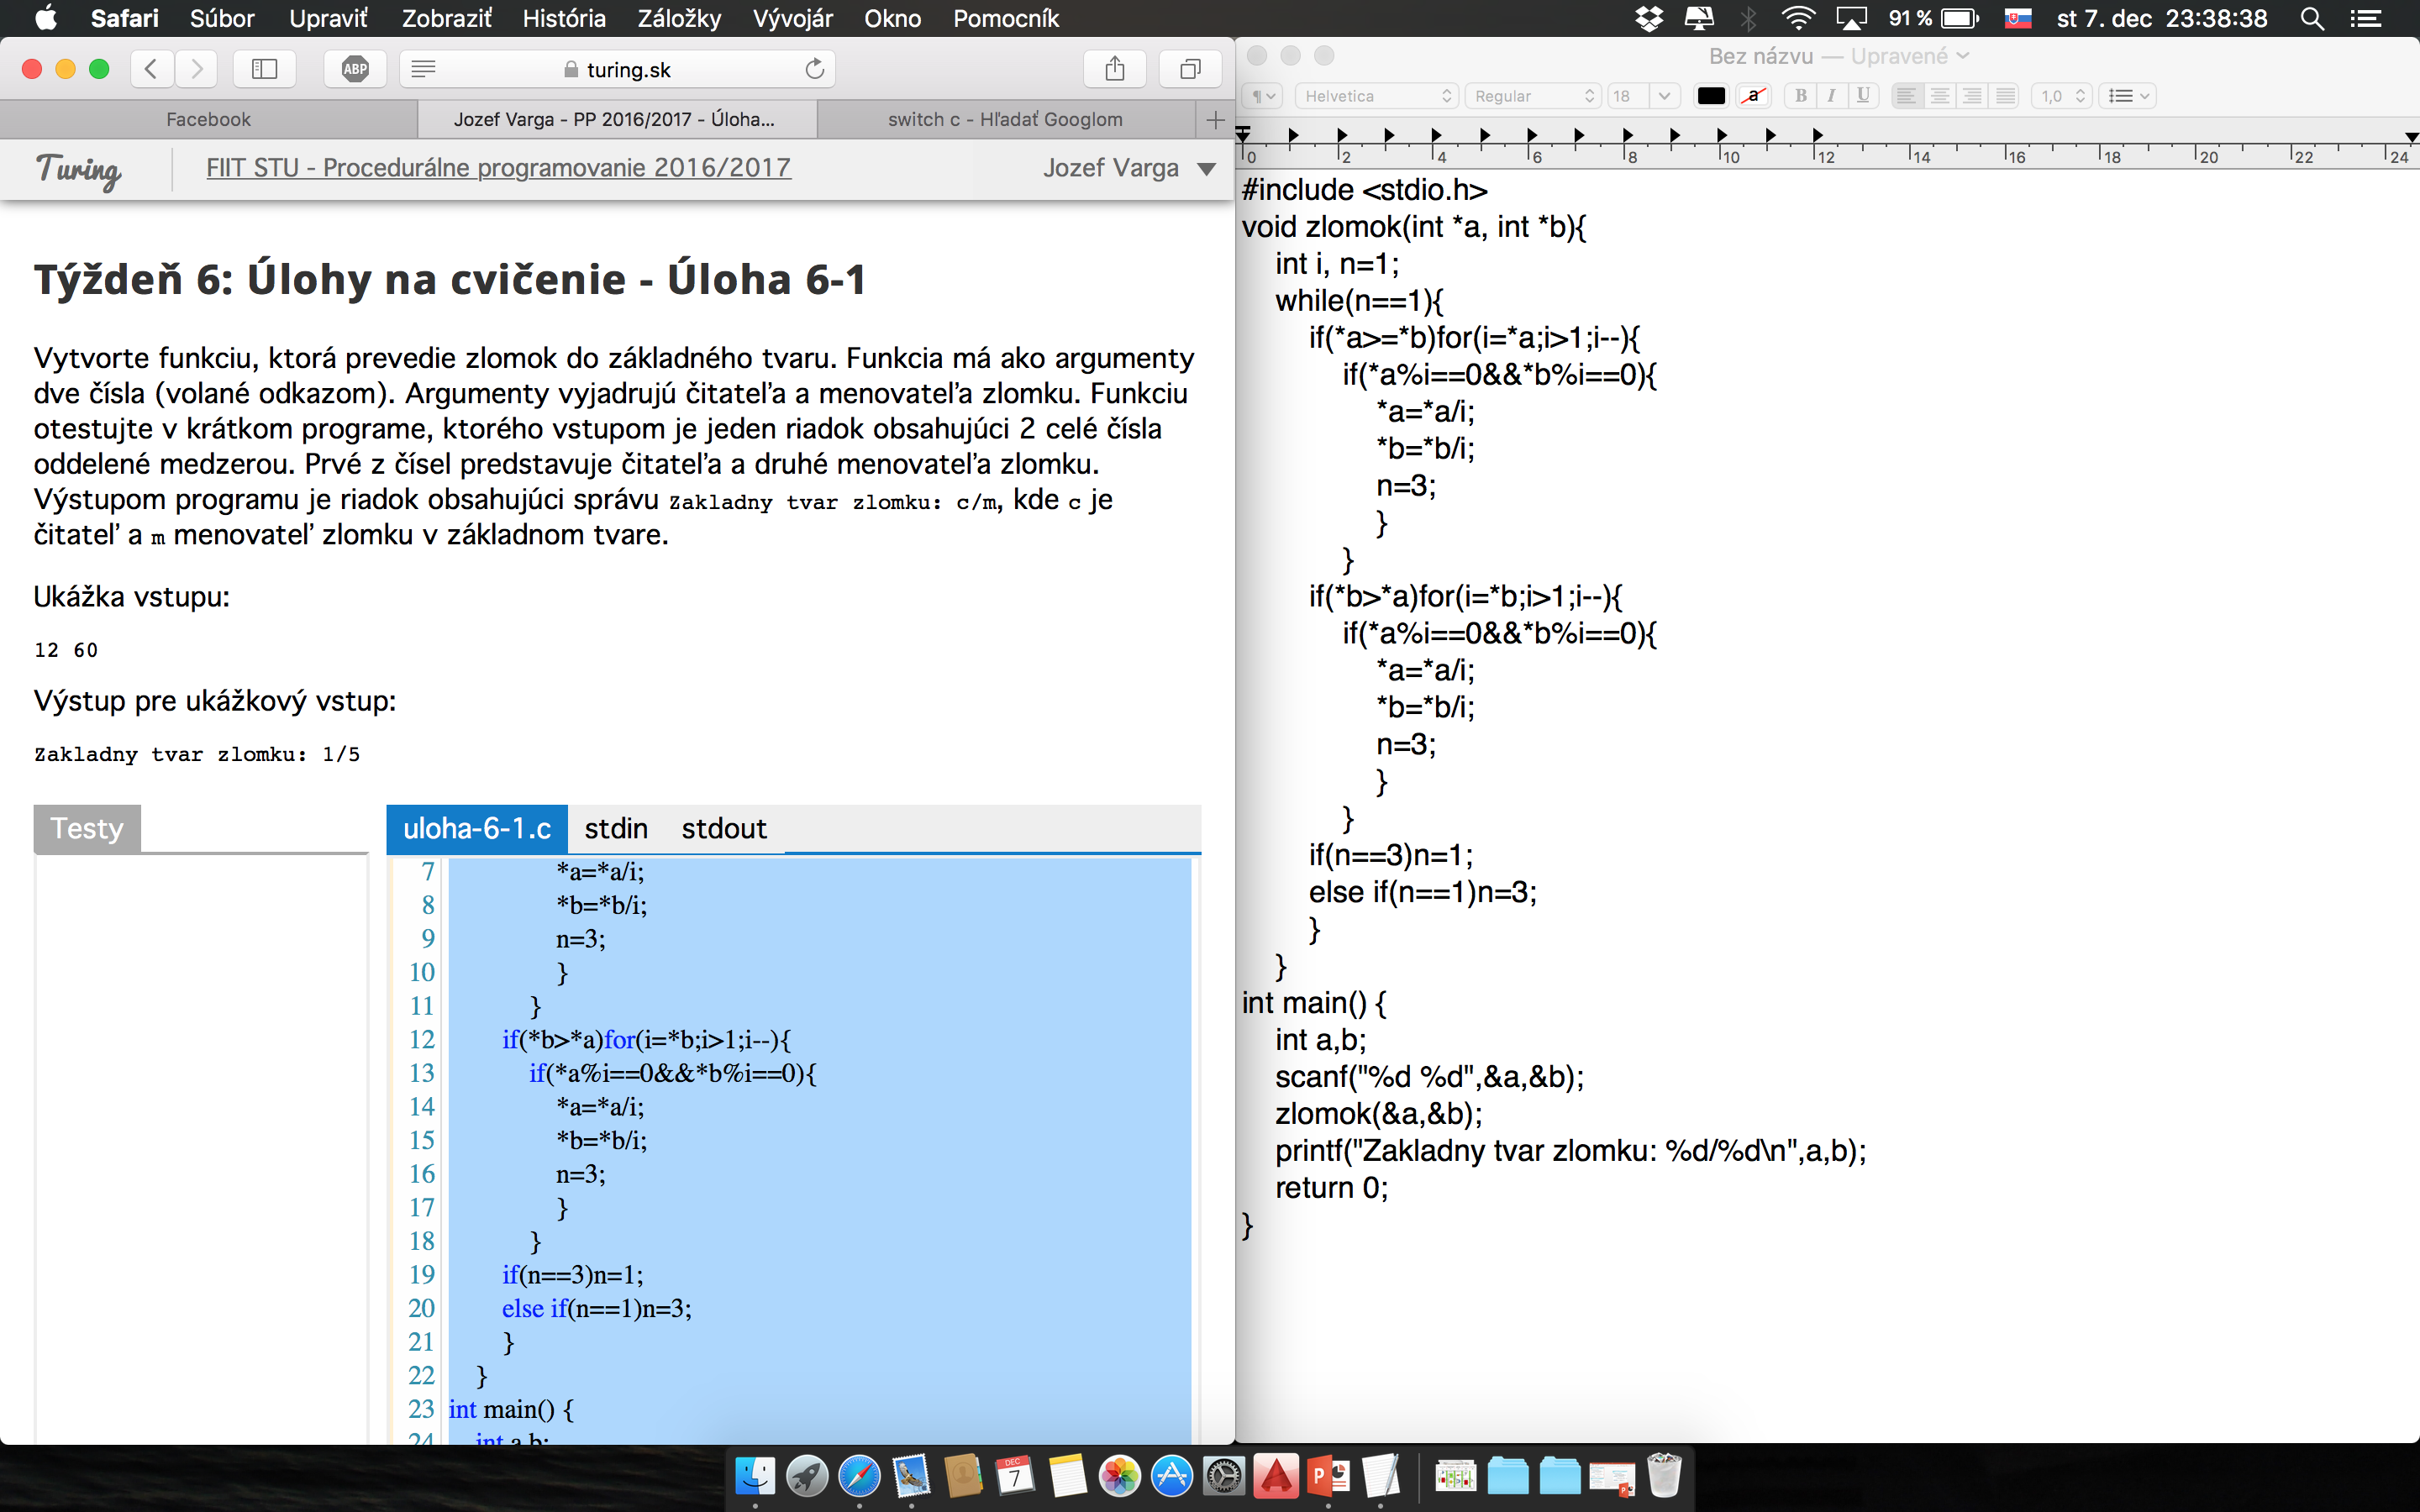 Safari Súbor Upraviť Zobraziť História Záložky Vývojár Okno Pomocník 91 % st 7. dec 23:38:38
ABP turing.sk
Facebook Jozef Varga - PP 2016/2017 - Úloha... switch c - Hľadať Googlom
Turing FIIT STU - Procedurálne programovanie 2016/2017 Jozef Varga
Týždeň 6: Úlohy na cvičenie - Úloha 6-1
Vytvorte funkciu, ktorá prevedie zlomok do základného tvaru. Funkcia má ako argumenty
dve čísla (volané odkazom). Argumenty vyjadrujú čitateľa a menovateľa zlomku. Funkciu
otestujte v krátkom programe, ktorého vstupom je jeden riadok obsahujúci 2 celé čísla
oddelené medzerou. Prvé z čísel predstavuje čitateľa a druhé menovateľa zlomku.
Výstupom programu je riadok obsahujúci správu Zakladny tvar zlomku: c/m, kde c je
čitateľ a m menovateľ zlomku v základnom tvare.
Ukážka vstupu:
12 60
Výstup pre ukážkový vstup:
Zakladny tvar zlomku: 1/5
Testy
uloha-6-1.c stdin stdout
7 *a=*a/i;
8 *b=*b/i;
9 n=3;
10 }
11 }
12 if(*b>*a)for(i=*b;i>1;i--){
13 if(*a%i==0&&*b%i==0){
14 *a=*a/i;
15 *b=*b/i;
16 n=3;
17 }
18 }
19 if(n==3)n=1;
20 else if(n==1)n=3;
21 }
22 }
23 int main() {
24 int a,b;
Bez názvu — Upravené
Helvetica Regular 18 a B I U 1,0
0 2 4 6 8 10 12 14 16 18 20 22 24
#include <stdio.h>
void zlomok(int *a, int *b){
int i, n=1;
while(n==1){
if(*a>=*b)for(i=*a;i>1;i--){
if(*a%i==0&&*b%i==0){
*a=*a/i;
*b=*b/i;
n=3;
}
}
if(*b>*a)for(i=*b;i>1;i--){
if(*a%i==0&&*b%i==0){
*a=*a/i;
*b=*b/i;
n=3;
}
}
if(n==3)n=1;
else if(n==1)n=3;
}
}
int main() {
int a,b;
scanf("%d %d",&a,&b);
zlomok(&a,&b);
printf("Zakladny tvar zlomku: %d/%d\n",a,b);
return 0;
}
DEC
7
P